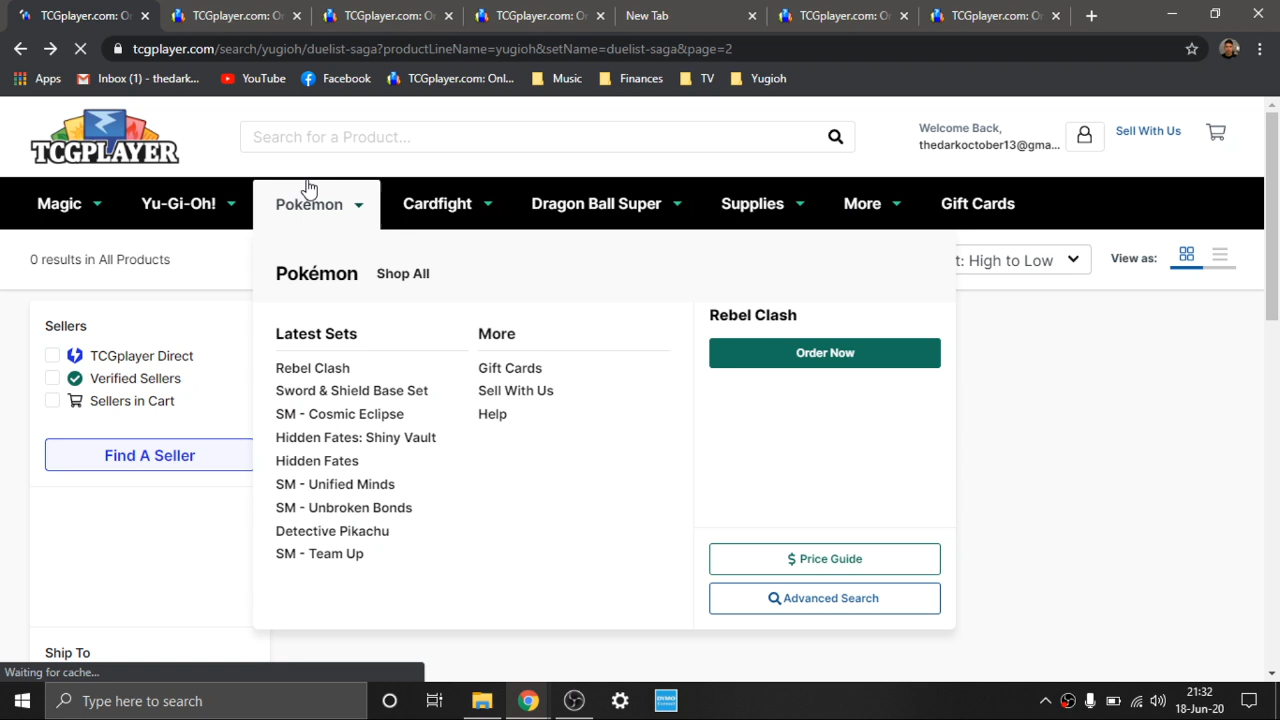 TCGplayer.com: Or
TCGplayer.com: Or
TCGplayer.com: Or
TCGplayer.com: Or
New Tab
TCGplayer.com: Or
TCGplayer.com: Or
tcgplayer.com/search/yugioh/duelist-saga?productLineName=yugioh&setName=duelist-saga&page=2
Apps
Inbox (1) - thedark...
YouTube
Facebook
TCGplayer.com: Onl...
Music
Finances
TV
Yugioh
TCGPLAYER
Search for a Product...
Welcome Back,
thedarkoctober13@gma...
Sell With Us
Magic
Yu-Gi-Oh!
Pokémon
Cardfight
Dragon Ball Super
Supplies
More
Gift Cards
0 results in All Products
t: High to Low
View as:
Pokémon
Shop All
Sellers
TCGplayer Direct
Verified Sellers
Sellers in Cart
Find A Seller
Latest Sets
Rebel Clash
Sword & Shield Base Set
SM - Cosmic Eclipse
Hidden Fates: Shiny Vault
Hidden Fates
SM - Unified Minds
SM - Unbroken Bonds
Detective Pikachu
SM - Team Up
More
Gift Cards
Sell With Us
Help
Rebel Clash
Order Now
$ Price Guide
Advanced Search
Ship To
Waiting for cache...
Type here to search
DYMO
21:32
18-Jun-20